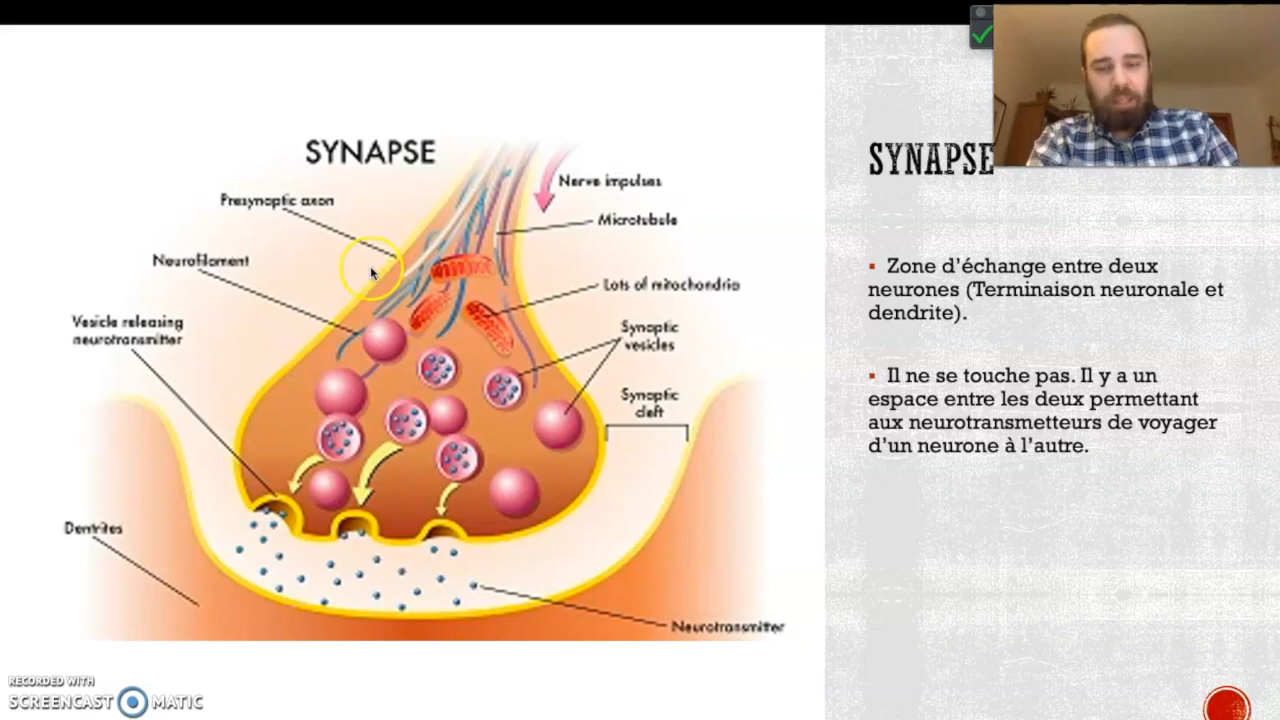 SYNAPSE
Nerve impulses
Presynaptic axon
Microtubule
Neurofilament
Lots of mitochondria
Vesicle releasing
neurotransmitter
Synaptic
vesicles
Synaptic
cleft
Dentrites
Neurotransmitter
RECORDED WITH
SCREENCAST MATIC
SYNAPSE
▪ Zone d’échange entre deux
neurones (Terminaison neuronale et
dendrite).
▪ Il ne se touche pas. Il y a un
espace entre les deux permettant
aux neurotransmetteurs de voyager
d’un neurone à l’autre.